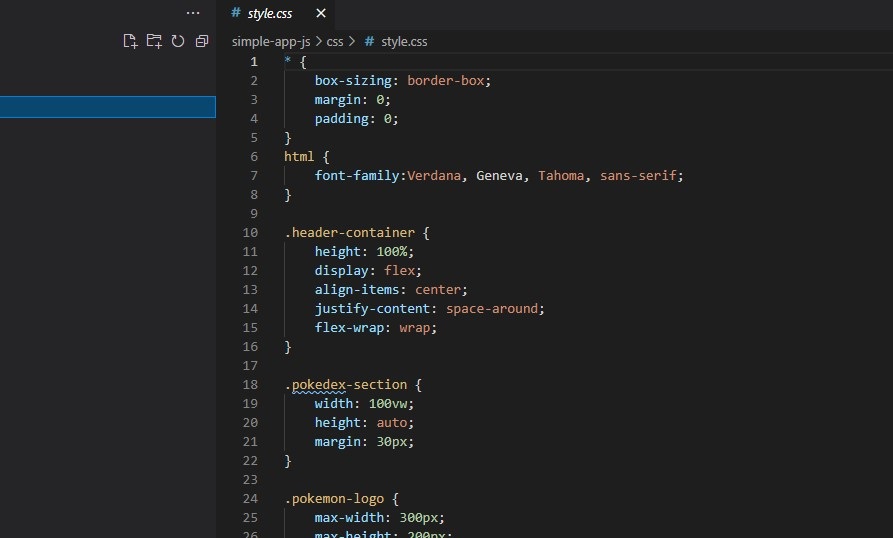 # style.css
simple-app-js > css > # style.css
1 * {
2 box-sizing: border-box;
3 margin: 0;
4 padding: 0;
5 }
6 html {
7 font-family:Verdana, Geneva, Tahoma, sans-serif;
8 }
9
10 .header-container {
11 height: 100%;
12 display: flex;
13 align-items: center;
14 justify-content: space-around;
15 flex-wrap: wrap;
16 }
17
18 .pokedex-section {
19 width: 100vw;
20 height: auto;
21 margin: 30px;
22 }
23
24 .pokemon-logo {
25 max-width: 300px;
26 max-height: 200px;